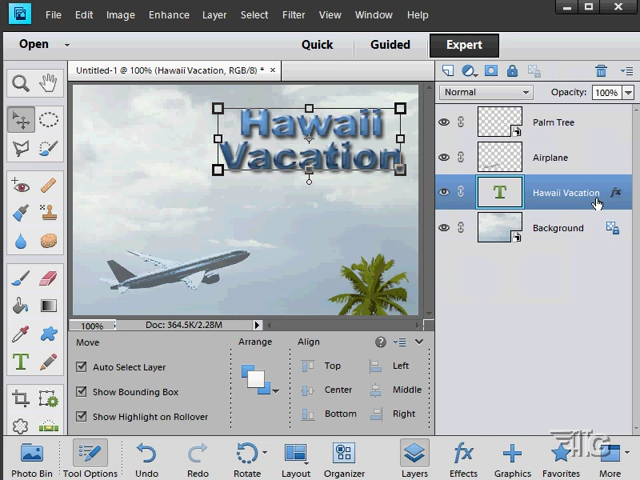 File Edit Image Enhance Layer Select Filter View Window Help
Open Quick Guided Expert
Untitled-1 @ 100% (Hawaii Vacation, RGB/8) * ×
Normal Opacity: 100%
Hawaii
Vacation
Palm Tree
Airplane
T Hawaii Vacation fx
Background
T
100% Doc: 364.5K/2.28M
Move Arrange Align
Auto Select Layer Top Left
Show Bounding Box Center Middle
Show Highlight on Rollover Bottom Right
Photo Bin Tool Options Undo Redo Rotate Layout Organizer Layers fx Effects Graphics Favorites More